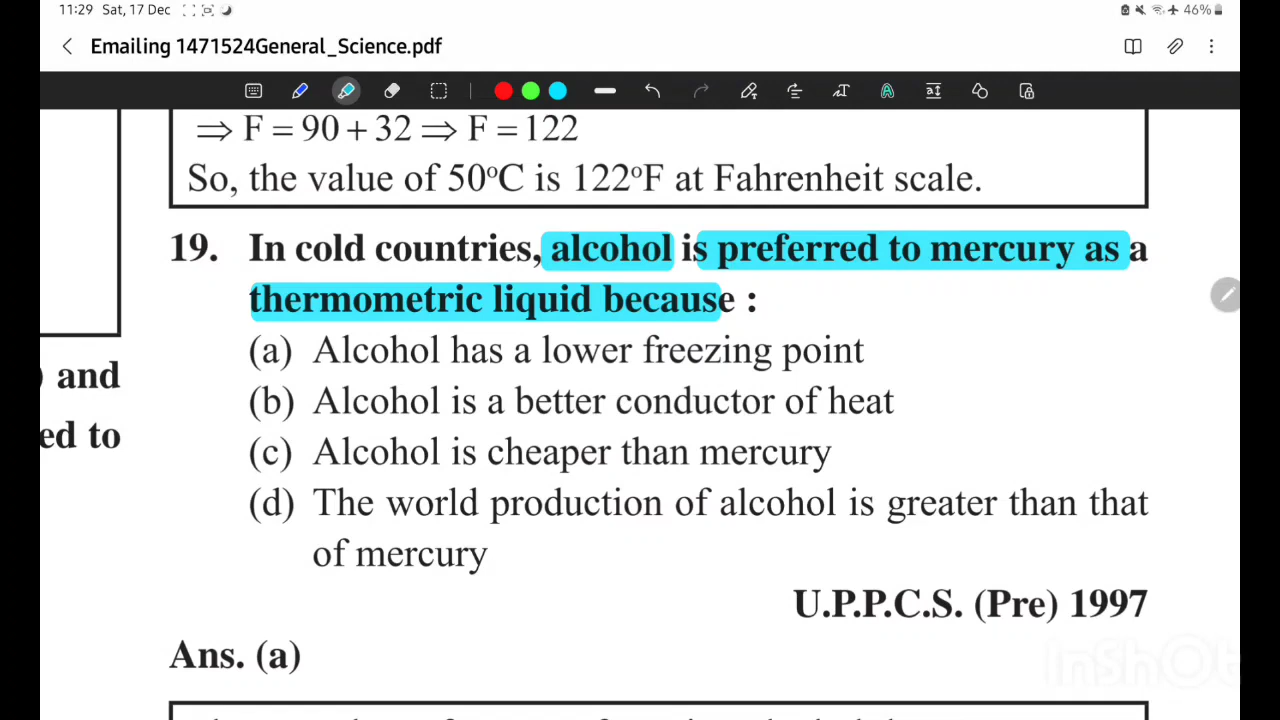 11:29 Sat, 17 Dec
46%
Emailing 1471524General_Science.pdf
⇒ F = 90 + 32 ⇒ F = 122
So, the value of 50°C is 122°F at Fahrenheit scale.
19. In cold countries, alcohol is preferred to mercury as a
thermometric liquid because :
(a) Alcohol has a lower freezing point
(b) Alcohol is a better conductor of heat
(c) Alcohol is cheaper than mercury
(d) The world production of alcohol is greater than that
of mercury
U.P.P.C.S. (Pre) 1997
Ans. (a)
) and
ed to
InShOt